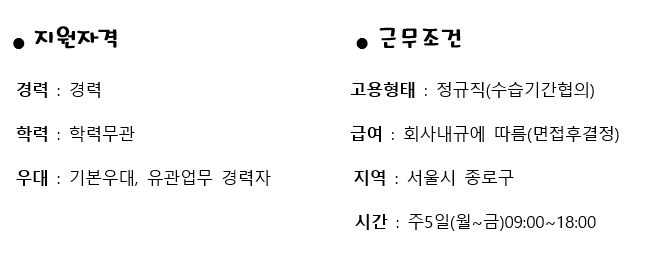 ● 지원자격
경력 : 경력
학력 : 학력무관
우대 : 기본우대, 유관업무 경력자
● 근무조건
고용형태 : 정규직(수습기간협의)
급여 : 회사내규에 따름(면접후결정)
지역 : 서울시 종로구
시간 : 주5일(월~금)09:00~18:00